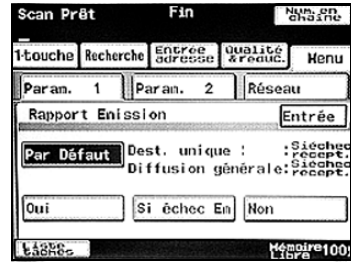 Scan Prêt Fin Num. en chaîne
1-touche Recherche Entrée adresse Qualité &réduc. Menu
Param. 1 Param. 2 Réseau
Rapport Emission Entrée
Par Défaut Dest. unique : :Siéchec récept.
Diffusion générale:Siéchec récept.
Oui Si échec Em Non
Liste tâches Mémoire Libre 100%